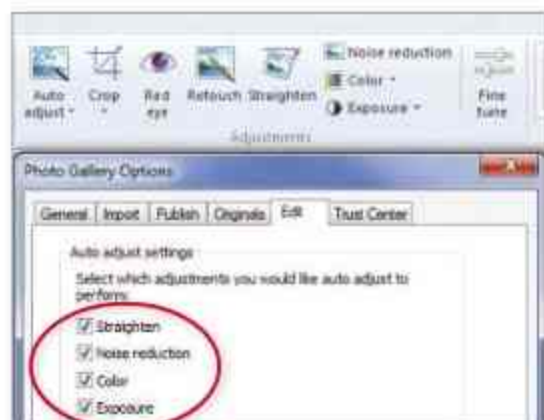 Noise reduction
Color
Exposure
Auto adjust
Crop
Red eye
Retouch
Straighten
Fine tune
Adjustments
Photo Gallery Options
General Import Publish Originals Edit Trust Center
Auto adjust settings
Select which adjustments you would like auto adjust to
perform:
Straighten
Noise reduction
Color
Exposure